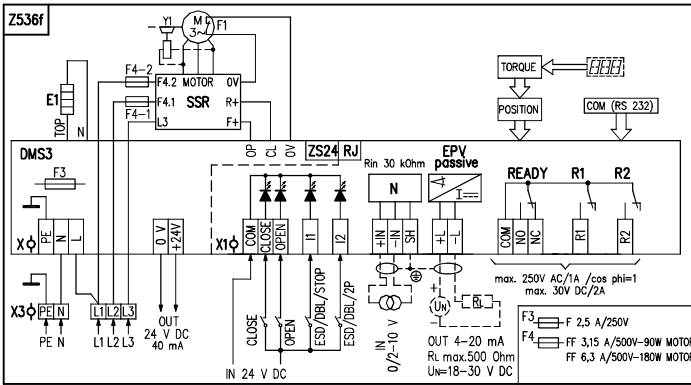 Z536f
Y1
M
3~
F1
F4-2
F4.2
MOTOR
0V
SSR
F4.1
R+
F4-1
L3
F+
E1
TOP
N
OP
CL
0V
TORQUE
POSITION
COM (RS 232)
DMS3
ZS24
RJ
Rin 30 kOhm
EPV
passive
F3
N
READY
R1
R2
X
PE
N
L
0 V
+24V
X1
COM
CLOSE
OPEN
I1
I2
+IN
-IN
SH
+L
-L
COM
NO
NC
R1
R2
max. 250V AC/1A /cos phi=1
max. 30V DC/2A
X3
PE
N
L1
L2
L3
PE
N
L1
L2
L3
OUT
24 V DC
40 mA
IN 24 V DC
CLOSE
OPEN
ESD/DBL/STOP
ESD/DBL/2P
IN
0/2-10 V
+
UN
-
RL
OUT 4-20 mA
RL max.500 Ohm
UN=18-30 V DC
F3
F 2,5 A/250V
F4
FF 3,15 A/500V-90W MOTOR
FF 6,3 A/500V-180W MOTOR